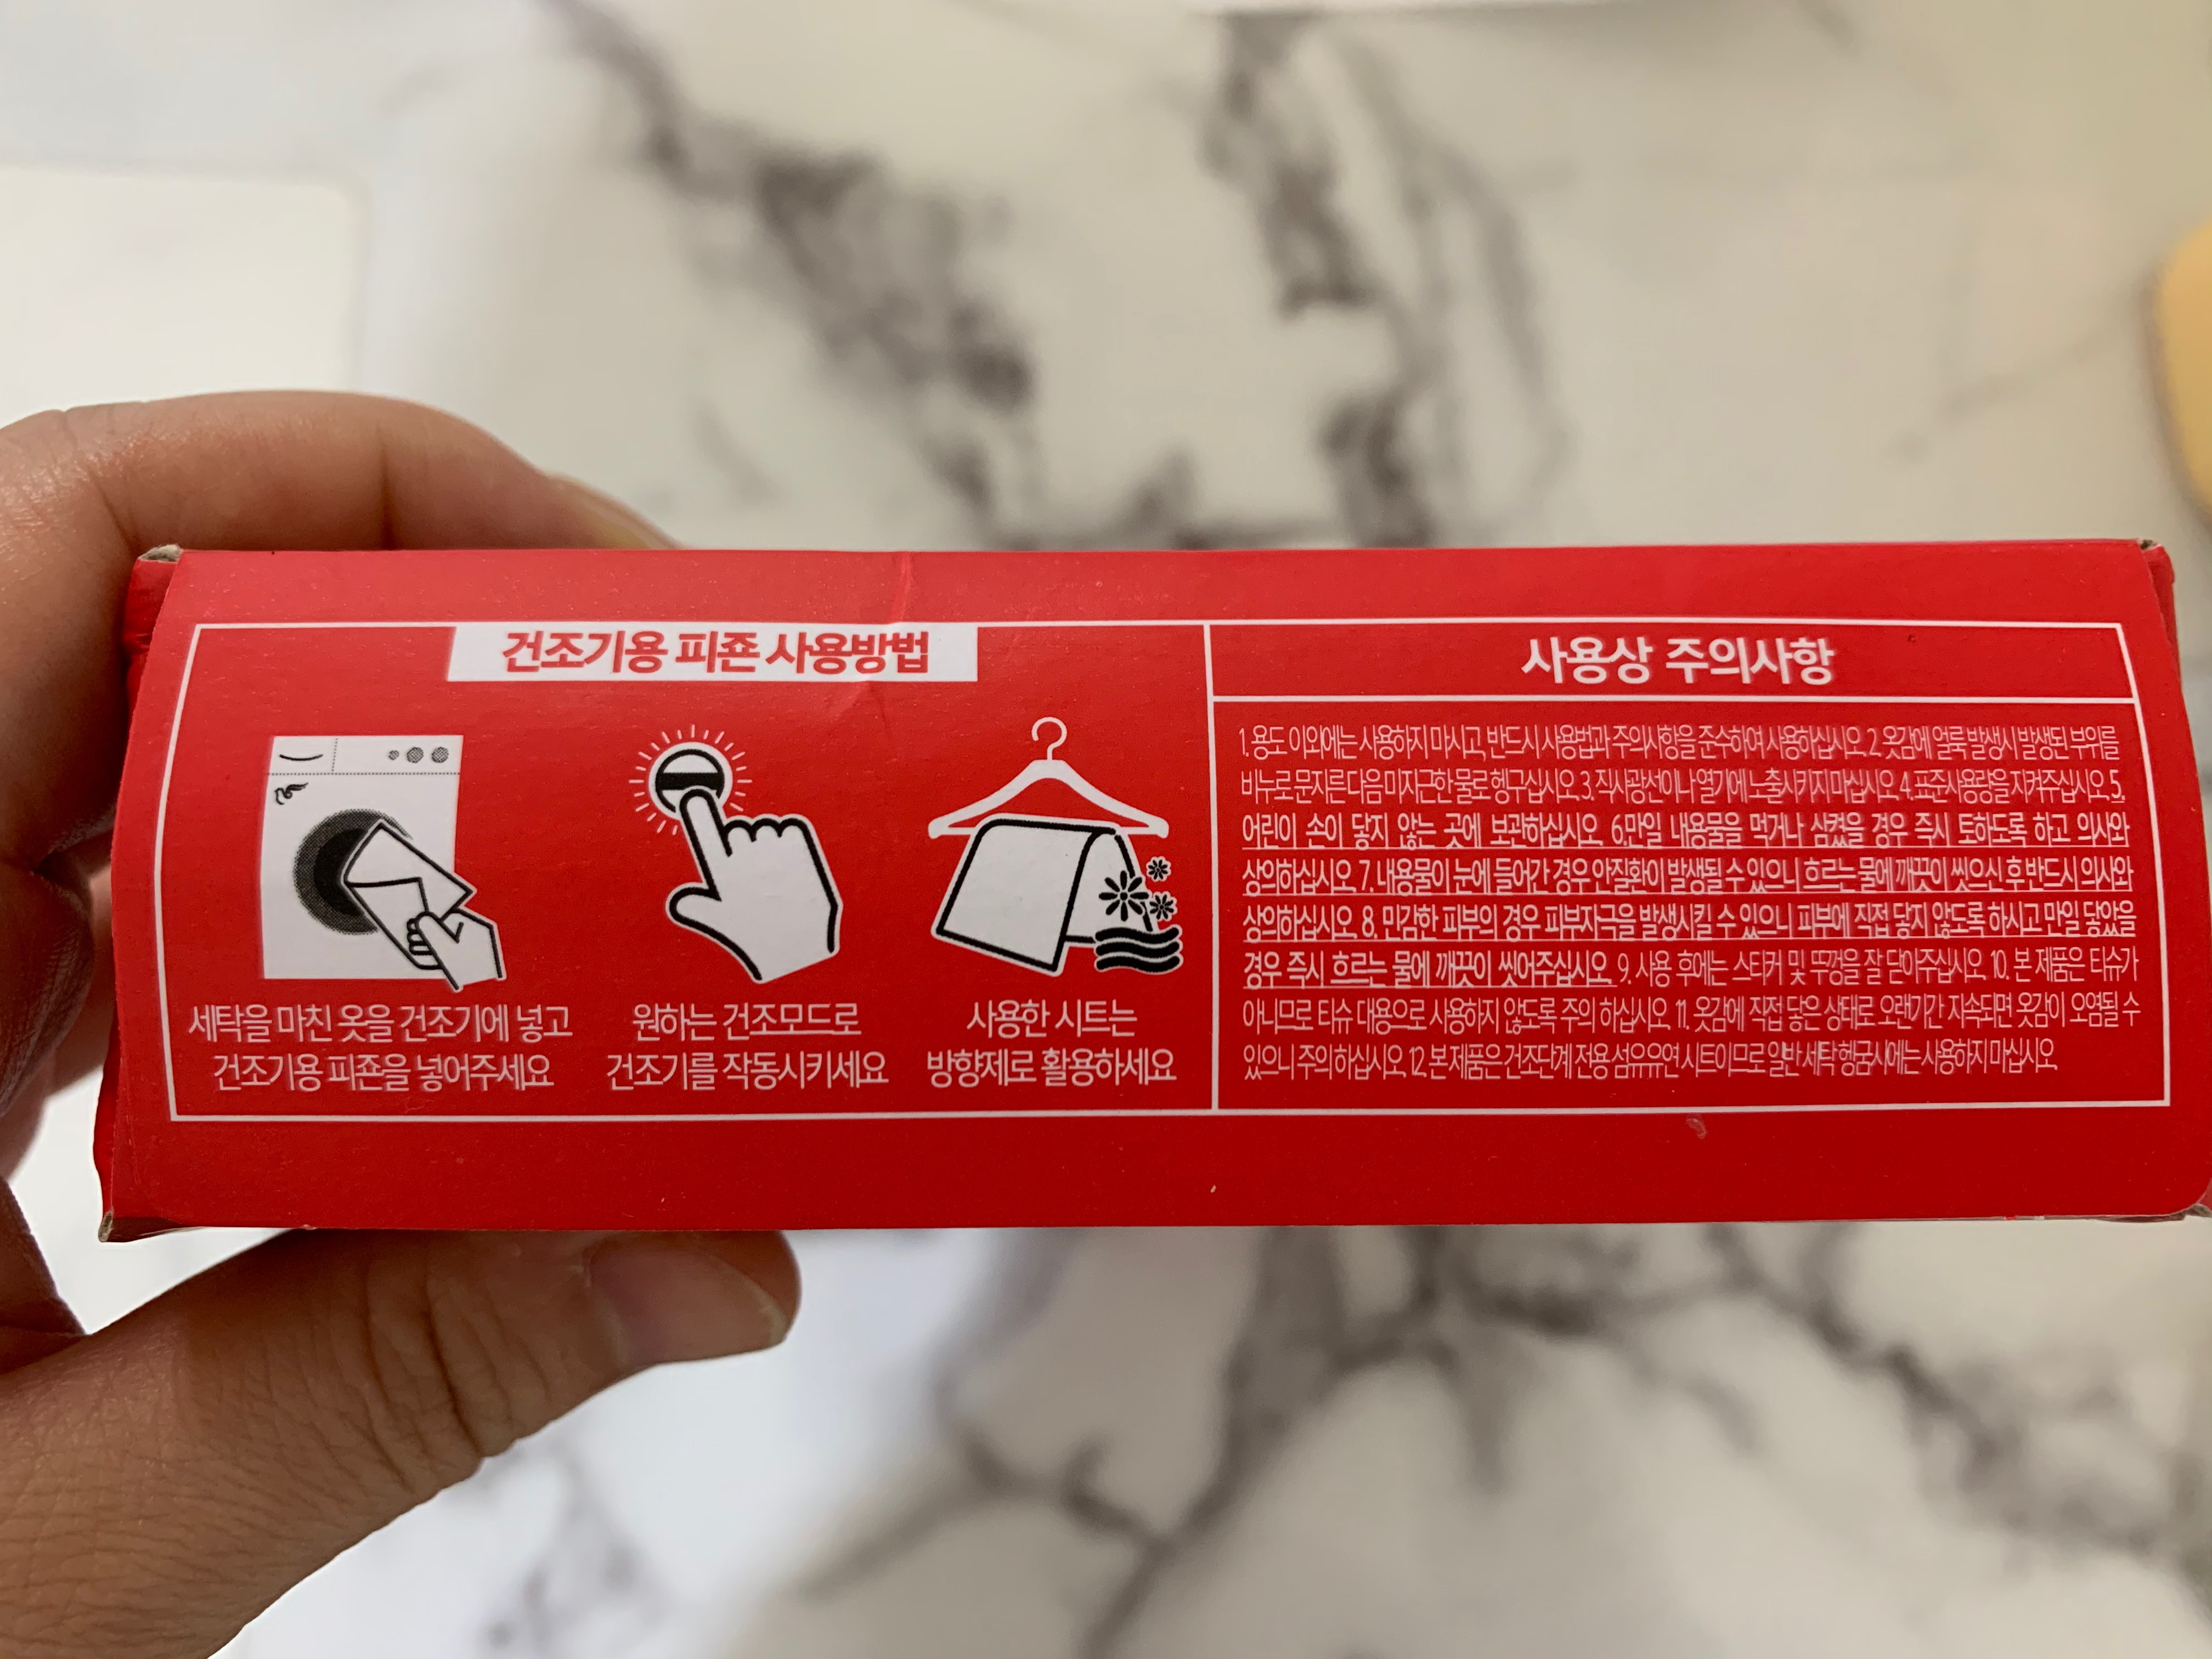 건조기용 피죤 사용방법
세탁을 마친 옷을 건조기에 넣고
건조기용 피죤을 넣어주세요
원하는 건조모드로
건조기를 작동시키세요
사용한 시트는
방향제로 활용하세요
사용상 주의사항
1. 용도 이외에는 사용하지 마시고, 반드시 사용법과 주의사항을 준수하여 사용하십시오. 2. 옷감에 얼룩 발생시 발생된 부위를
비누로 문지른 다음 미지근한 물로 헹구십시오. 3. 직사광선이나 열기에 노출시키지 마십시오. 4. 표준사용량을 지켜주십시오. 5.
어린이 손이 닿지 않는 곳에 보관하십시오. 6.만일 내용물을 먹거나 삼켰을 경우 즉시 토하도록 하고 의사와
상의하십시오. 7. 내용물이 눈에 들어간 경우 안질환이 발생될 수 있으니 흐르는 물에 깨끗이 씻으신 후 반드시 의사와
상의하십시오. 8. 민감한 피부의 경우 피부자극을 발생시킬 수 있으니 피부에 직접 닿지 않도록 하시고 만일 닿았을
경우 즉시 흐르는 물에 깨끗이 씻어주십시오. 9. 사용 후에는 스티커 및 뚜껑을 잘 닫아주십시오. 10. 본 제품은 티슈가
아니므로 티슈 대용으로 사용하지 않도록 주의 하십시오. 11. 옷감에 직접 닿은 상태로 오랜기간 지속되면 옷감이 오염될 수
있으니 주의 하십시오. 12. 본 제품은 건조단계 전용 섬유유연 시트이므로 일반 세탁 헹굼시에는 사용하지 마십시오.